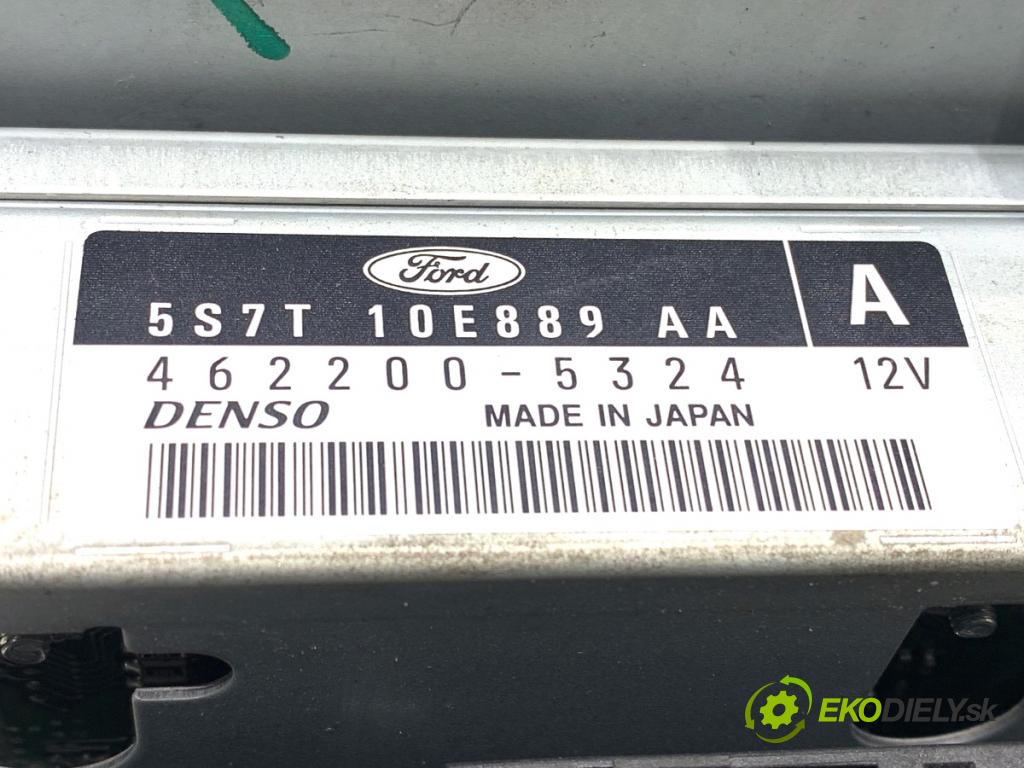 Ford
5S7T 10E889 AA
A
462200-5324 12V
DENSO MADE IN JAPAN
EKODIELY.sk